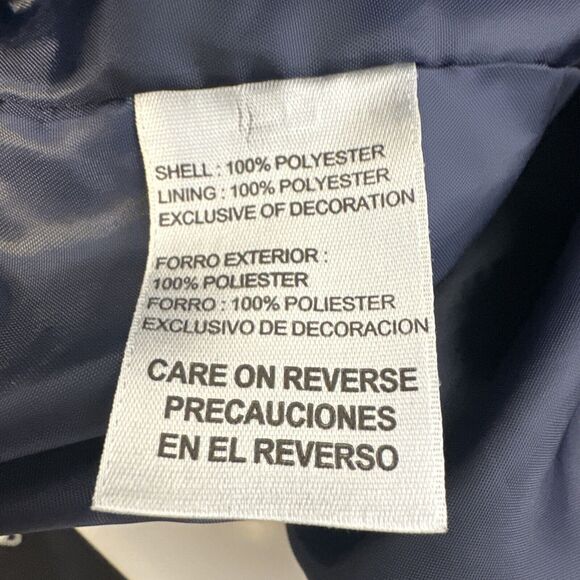 SHELL : 100% POLYESTER
LINING : 100% POLYESTER
EXCLUSIVE OF DECORATION
FORRO EXTERIOR :
100% POLIESTER
FORRO : 100% POLIESTER
EXCLUSIVO DE DECORACION
CARE ON REVERSE
PRECAUCIONES
EN EL REVERSO